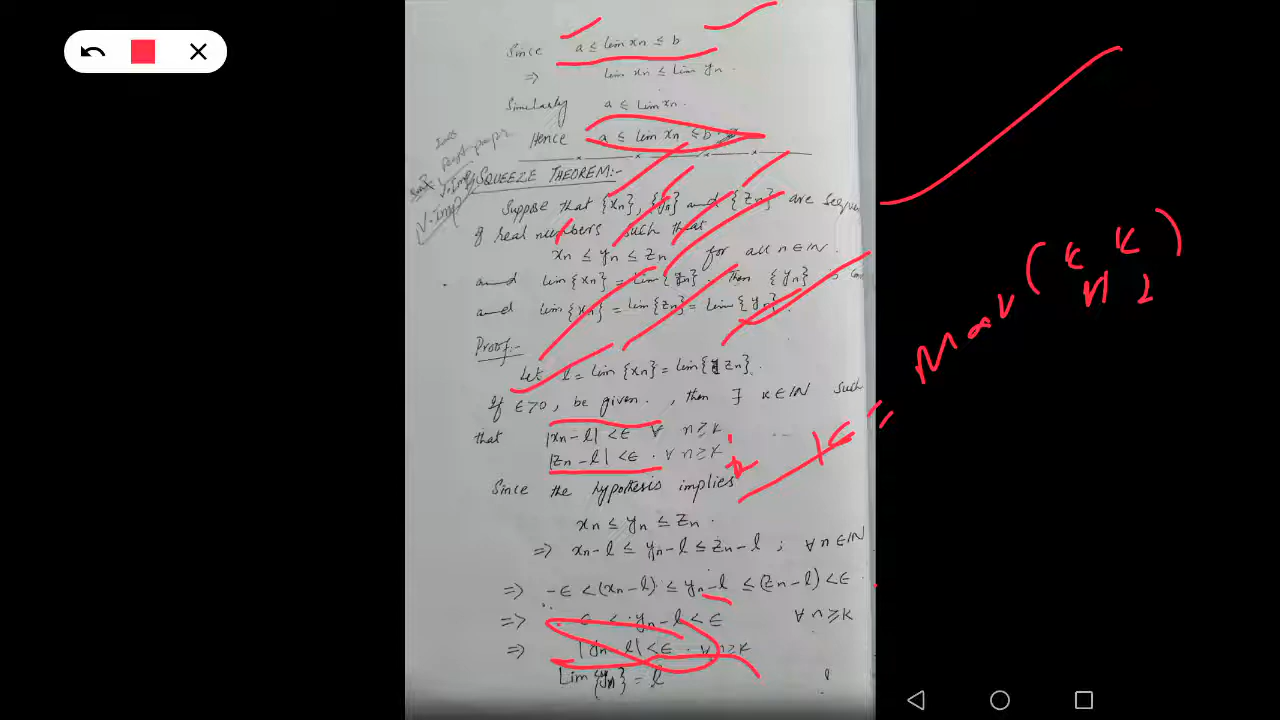 Since a ≤ lim xn ≤ b
⇒ lim xn ≤ lim yn.
Similarly a ≤ lim xn.
Hence a ≤ lim xn ≤ b.
V.Imp
SQUEEZE THEOREM:-
Suppose that {xn}, {yn} and {zn} are
of real numbers such that
xn ≤ yn ≤ zn for all n ∈ IN.
and lim {xn} = lim {zn}. Then {yn} is
and lim {xn} = lim {zn} = lim {yn}.
Proof:-
Let l = lim {xn} = lim {zn}.
If ϵ>0, be given. , then ∃ K ∈ IN such
that |xn - l| < ϵ ∀ n ≥ K 1
|zn - l| < ϵ . ∀ n ≥ K 2
Since the hypothesis implies
xn ≤ yn ≤ zn.
⇒ xn - l ≤ yn - l ≤ zn - l ; ∀ n ∈ IN
⇒ -ϵ < (xn - l) ≤ yn - l ≤ (zn - l) < ϵ.
⇒ -ϵ < yn - l < ϵ ∀ n ≥ K
⇒ |yn - l| < ϵ . ∀ n ≥ K
Lim {yn} = l
K = Max (K1 K2)